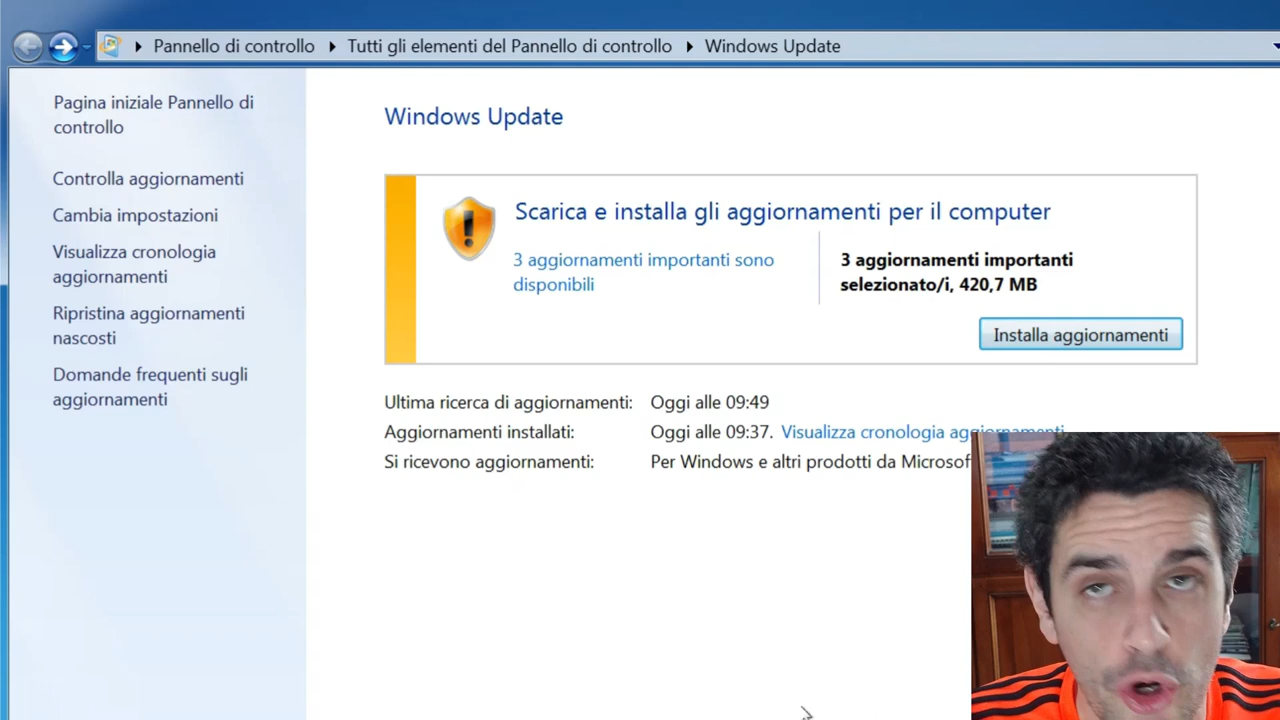 Pannello di controllo Tutti gli elementi del Pannello di controllo Windows Update
Pagina iniziale Pannello di
controllo
Controlla aggiornamenti
Cambia impostazioni
Visualizza cronologia
aggiornamenti
Ripristina aggiornamenti
nascosti
Domande frequenti sugli
aggiornamenti
Windows Update
Scarica e installa gli aggiornamenti per il computer
3 aggiornamenti importanti sono
disponibili
3 aggiornamenti importanti
selezionato/i, 420,7 MB
Installa aggiornamenti
Ultima ricerca di aggiornamenti: Oggi alle 09:49
Aggiornamenti installati: Oggi alle 09:37. Visualizza cronologia aggiornamenti
Si ricevono aggiornamenti: Per Windows e altri prodotti da Microsof